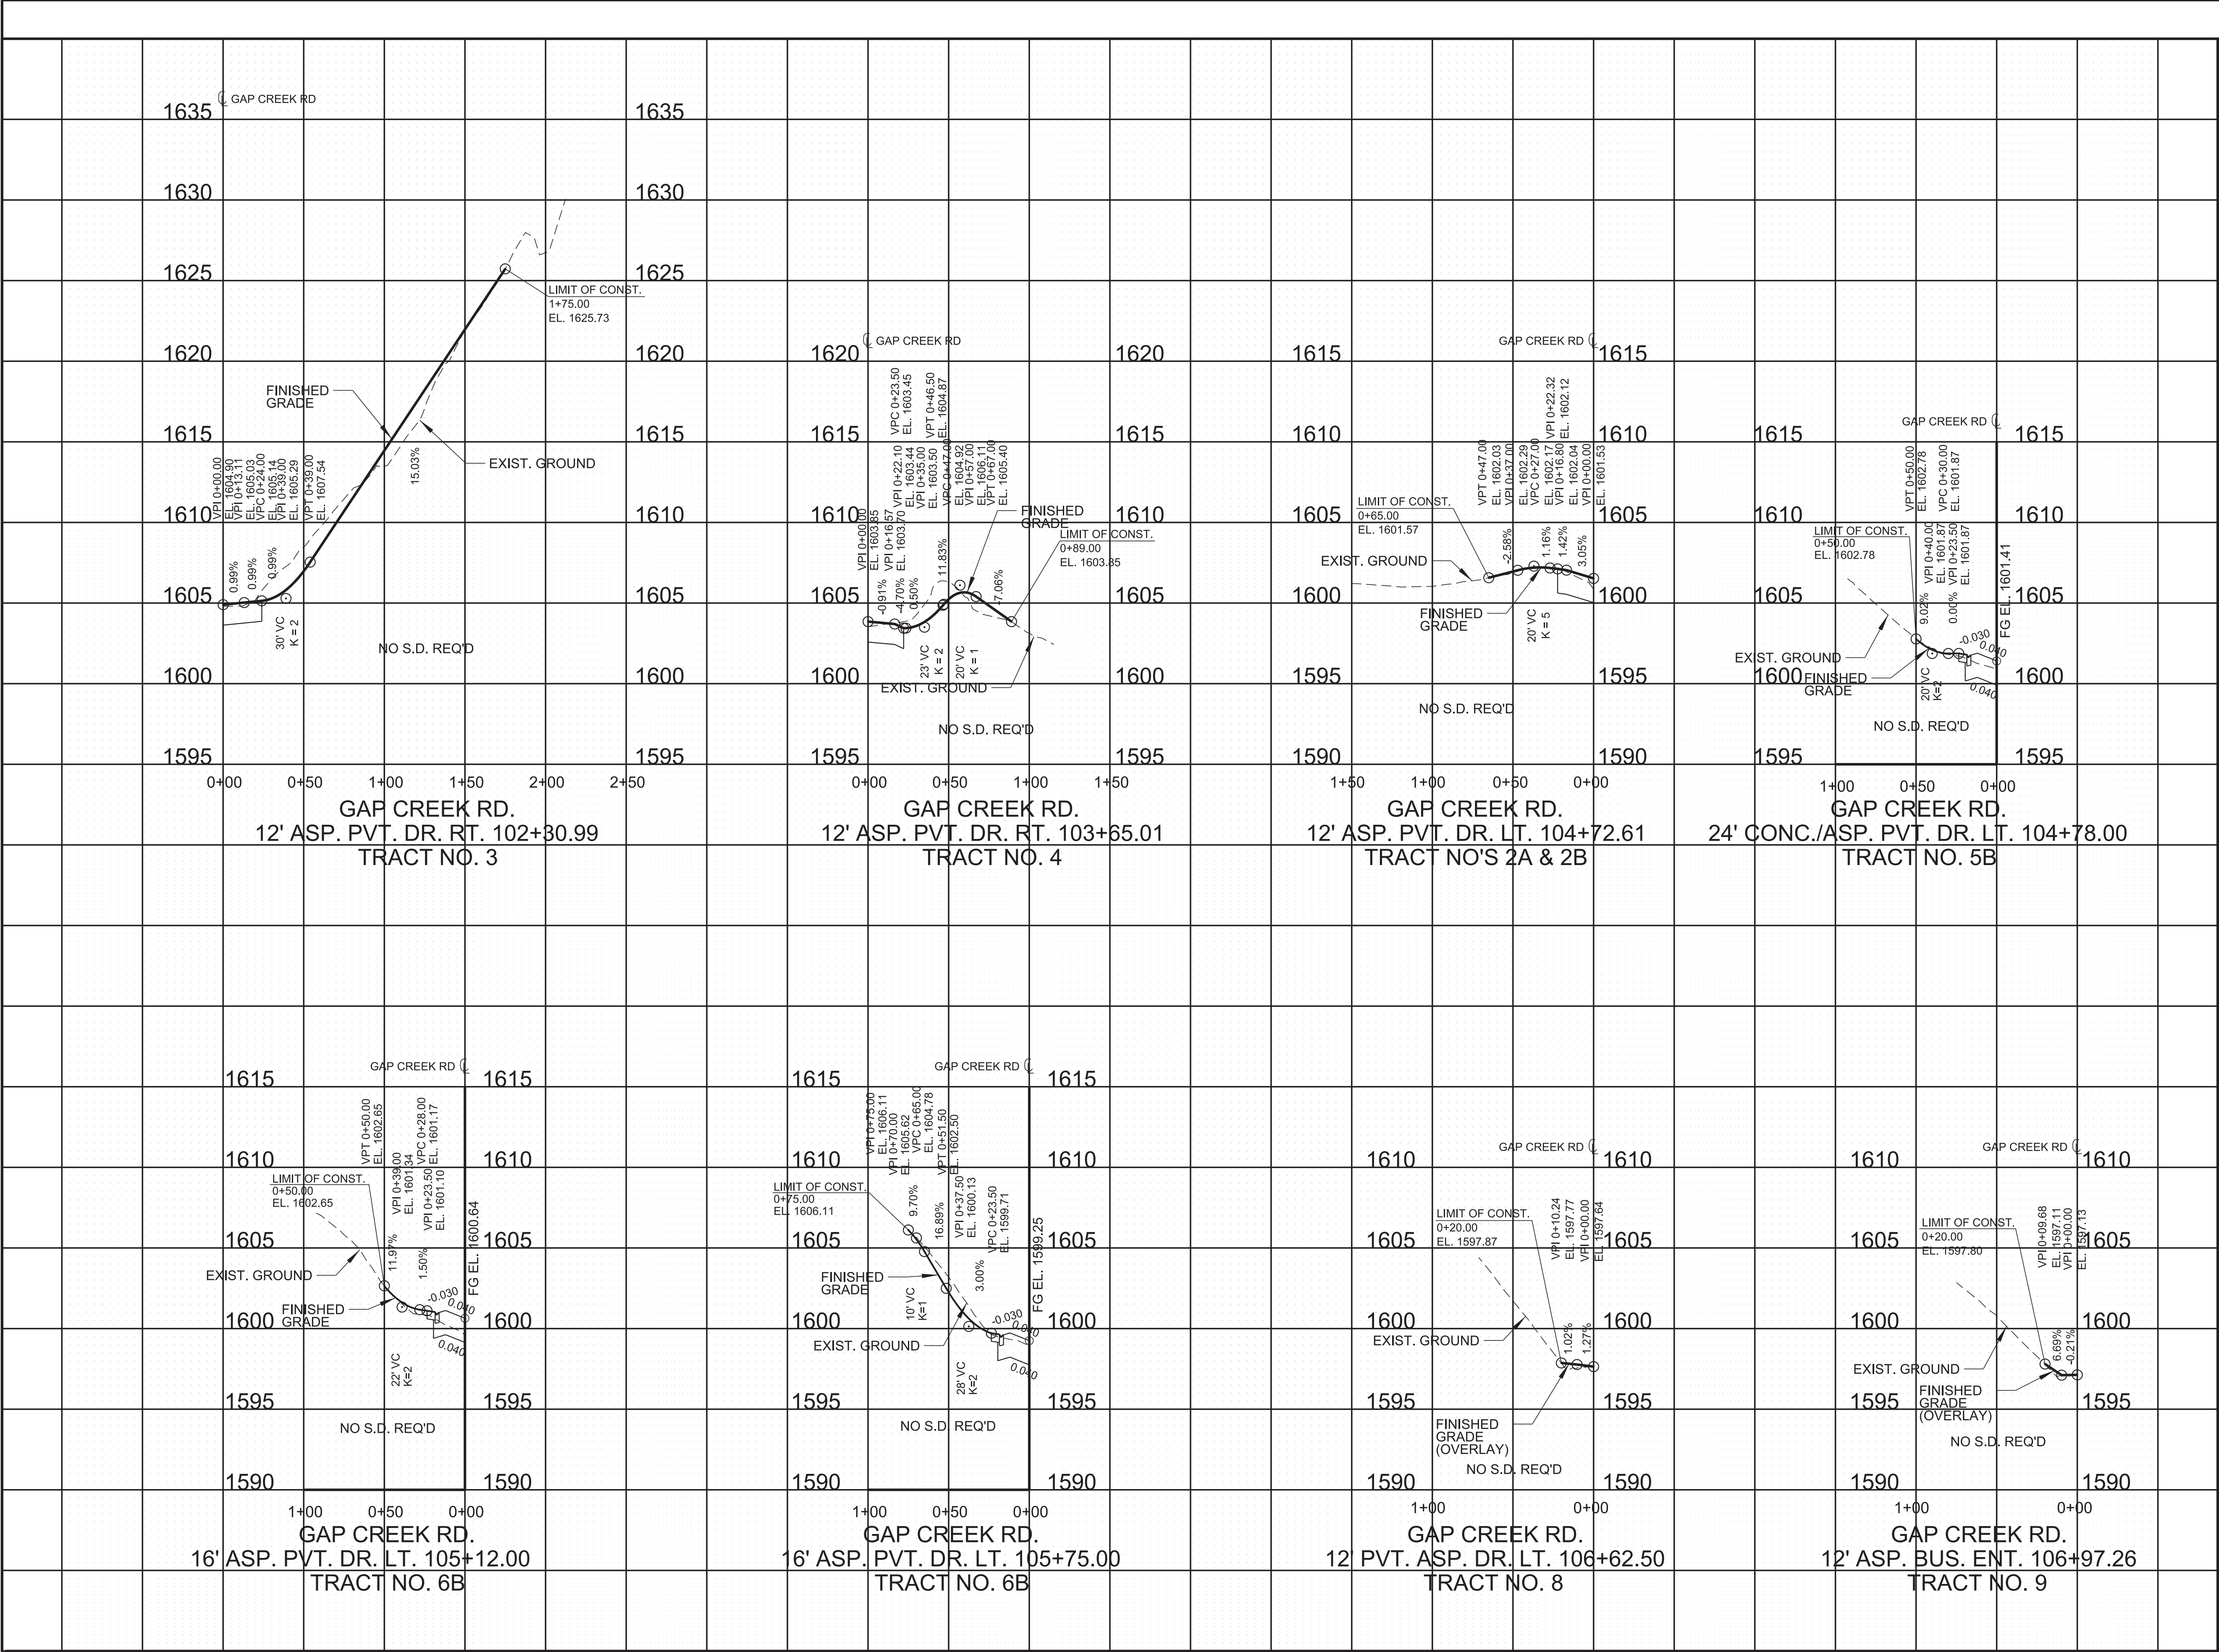 ℄ GAP CREEK RD
1635 1635
1630 1630
1625 1625
1620 1620
1615 1615
1610 1610
1605 1605
1600 1600
1595 1595
LIMIT OF CONST.
1+75.00
EL. 1625.73
FINISHED
GRADE
EXIST. GROUND
15.03%
VPI 0+00.00
EL. 1604.90
VPI 0+13.11
EL. 1605.03
VPC 0+24.00
EL. 1605.14
VPI 0+39.00
EL. 1605.29
VPT 0+39.00
EL. 1607.54
0.99%
0.99%
0.99%
30' VC
K = 2
NO S.D. REQ'D
0+00 0+50 1+00 1+50 2+00 2+50
GAP CREEK RD.
12' ASP. PVT. DR. RT. 102+30.99
TRACT NO. 3
℄ GAP CREEK RD
1620 1620
1615 1615
1610 1610
1605 1605
1600 1600
1595 1595
VPI 0+00.00
EL. 1603.85
VPI 0+16.57
EL. 1603.70
VPI 0+22.10
EL. 1603.44
VPC 0+23.50
EL. 1603.45
VPI 0+35.00
EL. 1603.50
VPT 0+46.50
EL. 1604.87
VPC 0+47.00
EL. 1604.92
VPI 0+57.00
EL. 1606.11
VPT 0+67.00
EL. 1605.40
FINISHED
GRADE
LIMIT OF CONST.
0+89.00
EL. 1603.85
-0.91%
-4.70%
0.50%
11.83%
-7.06%
23' VC
K = 2
20' VC
K = 1
EXIST. GROUND
NO S.D. REQ'D
0+00 0+50 1+00 1+50
GAP CREEK RD.
12' ASP. PVT. DR. RT. 103+65.01
TRACT NO. 4
GAP CREEK RD ℄
1615 1615
1610 1610
1605 1605
1600 1600
1595 1595
1590 1590
VPT 0+47.00
EL. 1602.03
VPI 0+37.00
EL. 1602.29
VPC 0+27.00
EL. 1602.17
VPI 0+22.32
EL. 1602.12
VPI 0+16.80
EL. 1602.04
VPI 0+00.00
EL. 1601.53
LIMIT OF CONST.
0+65.00
EL. 1601.57
-2.58%
1.16%
1.42%
3.05%
EXIST. GROUND
FINISHED
GRADE
20' VC
K = 5
NO S.D. REQ'D
1+50 1+00 0+50 0+00
GAP CREEK RD.
12' ASP. PVT. DR. LT. 104+72.61
TRACT NO'S 2A & 2B
GAP CREEK RD ℄
1615 1615
1610 1610
1605 1605
1600 1600
1595 1595
VPT 0+50.00
EL. 1602.78
VPI 0+40.00
EL. 1601.87
VPC 0+30.00
EL. 1601.87
VPI 0+23.50
EL. 1601.87
LIMIT OF CONST.
0+50.00
EL. 1602.78
9.02%
0.00%
-0.030
0.040
0.040
FG EL. 1601.41
EXIST. GROUND
FINISHED
GRADE
20' VC
K=2
NO S.D. REQ'D
1+00 0+50 0+00
GAP CREEK RD.
24' CONC./ASP. PVT. DR. LT. 104+78.00
TRACT NO. 5B
GAP CREEK RD ℄
1615 1615
1610 1610
1605 1605
1600 1600
1595 1595
1590 1590
VPT 0+50.00
EL. 1602.65
VPI 0+39.00
EL. 1601.34
VPC 0+28.00
EL. 1601.17
VPI 0+23.50
EL. 1601.10
LIMIT OF CONST.
0+50.00
EL. 1602.65
11.97%
1.50%
-0.030
0.040
0.040
FG EL. 1600.64
EXIST. GROUND
FINISHED
GRADE
22' VC
K=2
NO S.D. REQ'D
1+00 0+50 0+00
GAP CREEK RD.
16' ASP. PVT. DR. LT. 105+12.00
TRACT NO. 6B
GAP CREEK RD ℄
1615 1615
1610 1610
1605 1605
1600 1600
1595 1595
1590 1590
VPI 0+75.00
EL. 1606.11
VPI 0+70.00
EL. 1605.62
VPC 0+65.00
EL. 1604.78
VPT 0+51.50
EL. 1602.50
VPI 0+37.50
EL. 1600.13
VPC 0+23.50
EL. 1599.71
LIMIT OF CONST.
0+75.00
EL. 1606.11
9.70%
16.89%
3.00%
-0.030
0.040
0.040
FG EL. 1599.25
FINISHED
GRADE
10' VC
K=1
EXIST. GROUND
28' VC
K=2
NO S.D. REQ'D
1+00 0+50 0+00
GAP CREEK RD.
16' ASP. PVT. DR. LT. 105+75.00
TRACT NO. 6B
GAP CREEK RD ℄
1610 1610
1605 1605
1600 1600
1595 1595
1590 1590
LIMIT OF CONST.
0+20.00
EL. 1597.87
VPI 0+10.24
EL. 1597.77
VPI 0+00.00
EL. 1597.64
1.02%
1.27%
EXIST. GROUND
FINISHED
GRADE
(OVERLAY)
NO S.D. REQ'D
1+00 0+00
GAP CREEK RD.
12' PVT. ASP. DR. LT. 106+62.50
TRACT NO. 8
GAP CREEK RD ℄
1610 1610
1605 1605
1600 1600
1595 1595
1590 1590
LIMIT OF CONST.
0+20.00
EL. 1597.80
VPI 0+09.68
EL. 1597.11
VPI 0+00.00
EL. 1597.13
6.69%
-0.21%
EXIST. GROUND
FINISHED
GRADE
(OVERLAY)
NO S.D. REQ'D
1+00 0+00
GAP CREEK RD.
12' ASP. BUS. ENT. 106+97.26
TRACT NO. 9